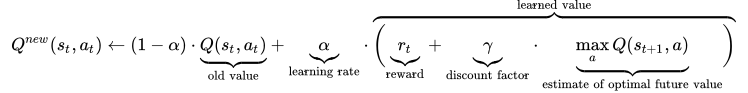 learned value
Q^{new}(s_t, a_t) ← (1 − α) · Q(s_t, a_t) + α · ( r_t + γ · max_a Q(s_{t+1}, a) )
old value
learning rate
reward
discount factor
estimate of optimal future value